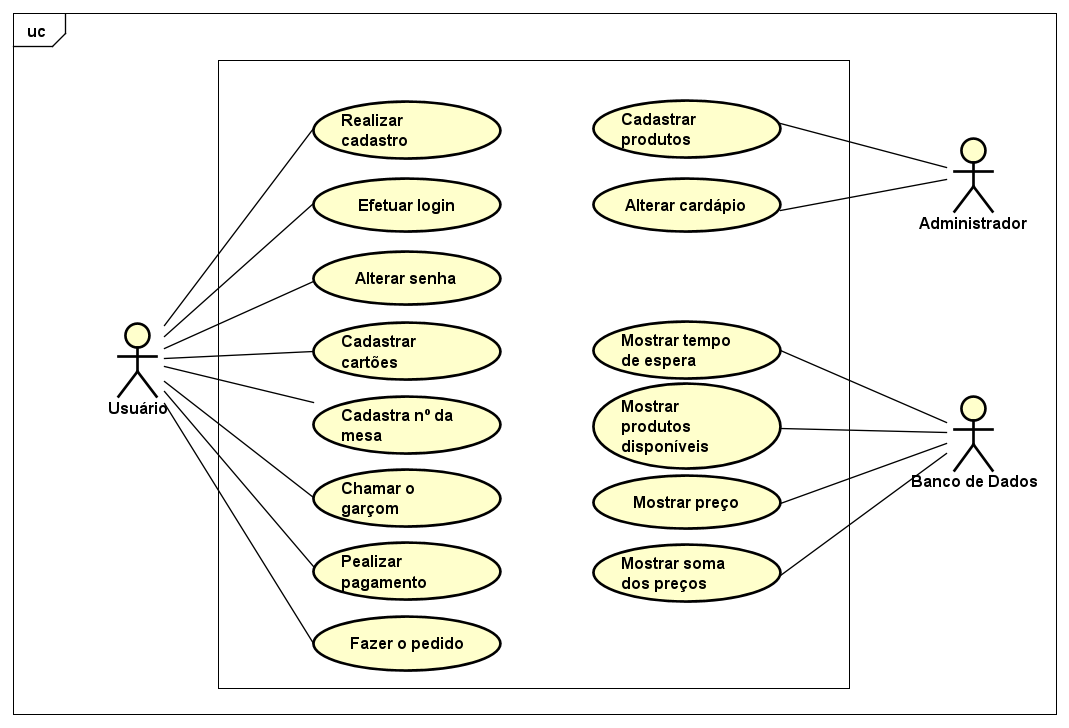 uc
Realizar
cadastro
Efetuar login
Alterar senha
Cadastrar
cartões
Cadastra nº da
mesa
Chamar o
garçom
Pealizar
pagamento
Fazer o pedido
Usuário
Cadastrar
produtos
Alterar cardápio
Administrador
Mostrar tempo
de espera
Mostrar
produtos
disponíveis
Mostrar preço
Mostrar soma
dos preços
Banco de Dados